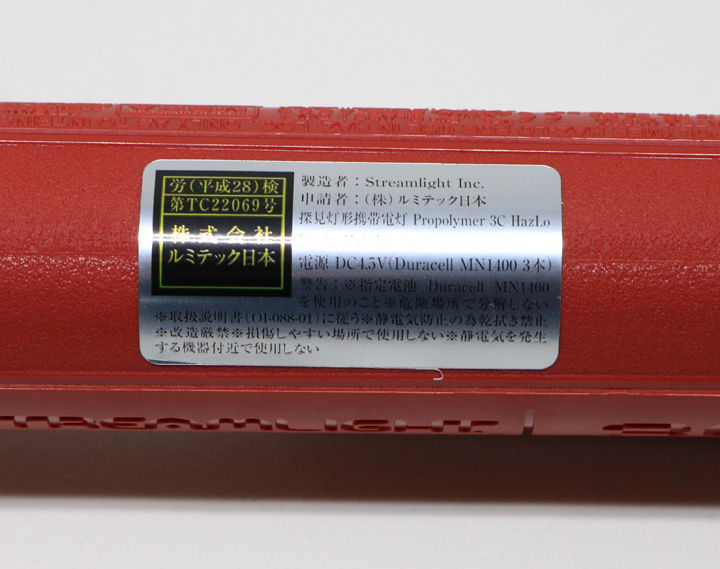 労(平成28)検
第TC22069号
株式会社
ルミテック日本
製造者：Streamlight Inc.
申請者：(株)ルミテック日本
探見灯形携帯電灯 Propolymer 3C HazLo
電源 DC4.5V(Duracell MN1400 3本)
警告：※指定電池 Duracell MN1400
を使用のこと※危険場所で分解しない
※取扱説明書(OI-088-01)に従う※静電気防止の為乾拭き禁止
※改造厳禁※損傷しやすい場所で使用しない※静電気を発生
する機器付近で使用しない
STREAMLIGHT